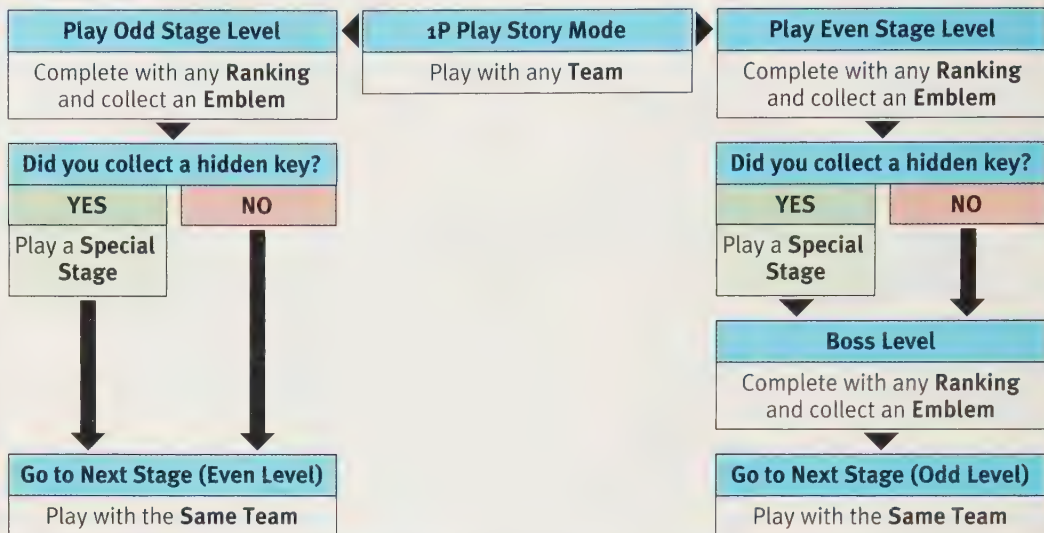 1P Play Story Mode
Play with any Team
Play Odd Stage Level
Complete with any Ranking
and collect an Emblem
Did you collect a hidden key?
YES
NO
Play a Special
Stage
Go to Next Stage (Even Level)
Play with the Same Team
Play Even Stage Level
Complete with any Ranking
and collect an Emblem
Did you collect a hidden key?
YES
NO
Play a Special
Stage
Boss Level
Complete with any Ranking
and collect an Emblem
Go to Next Stage (Odd Level)
Play with the Same Team